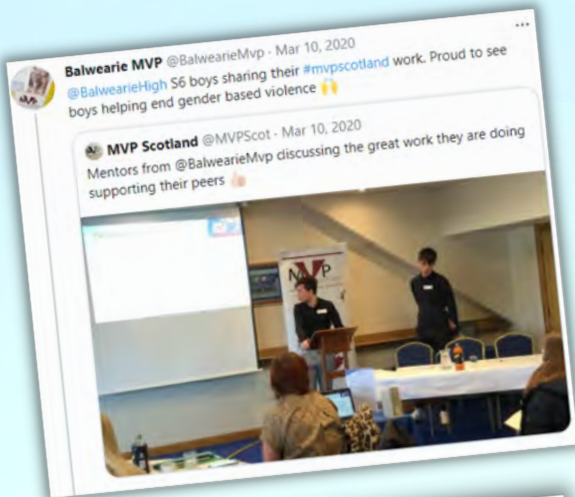 Balwearie MVP @BalwearieMvp · Mar 10, 2020
@BalwearieHigh S6 boys sharing their #mvpscotland work. Proud to see
boys helping end gender based violence 🙌
MVP Scotland @MVPScot · Mar 10, 2020
Mentors from @BalwearieMvp discussing the great work they are doing
supporting their peers 👍
MVP